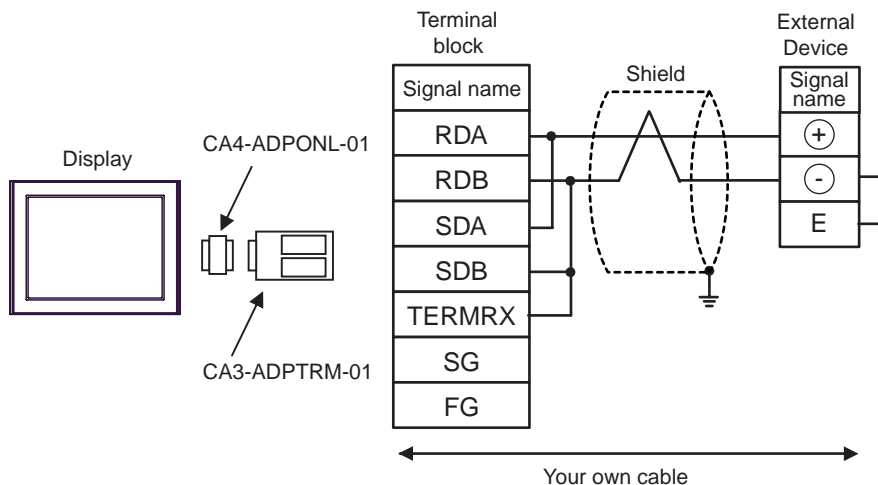 Terminal
block
External
Device
Signal name
Shield
Signal
name
RDA
+
CA4-ADPONL-01
Display
RDB
-
SDA
E
SDB
TERMRX
CA3-ADPTRM-01
SG
FG
Your own cable